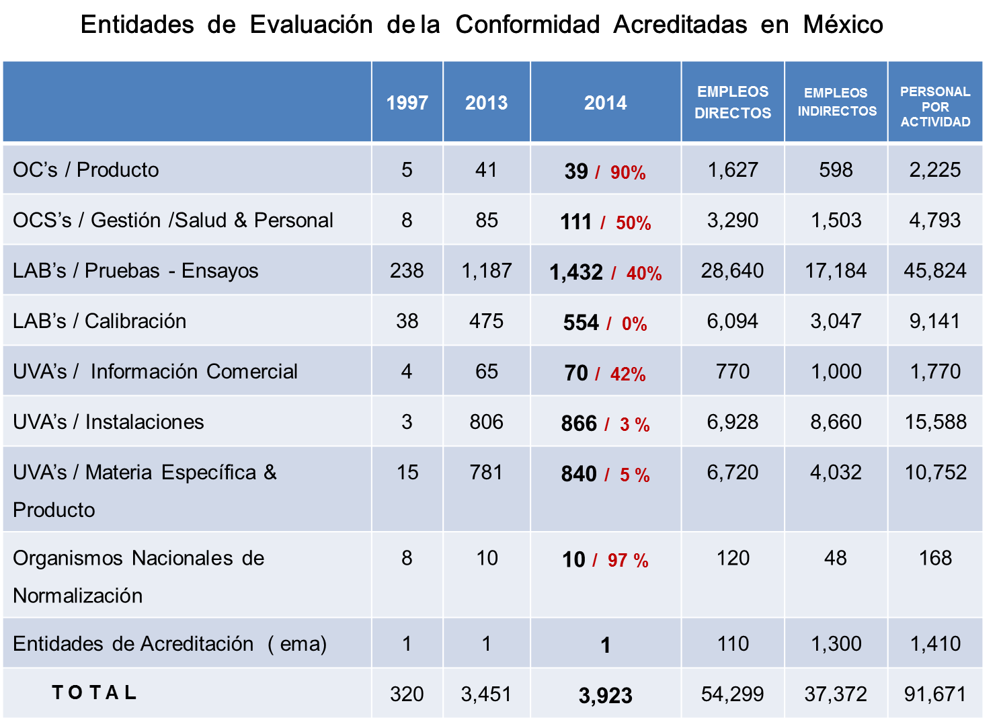 Entidades de Evaluación de la Conformidad Acreditadas en México
1997 2013 2014 EMPLEOS DIRECTOS EMPLEOS INDIRECTOS PERSONAL POR ACTIVIDAD
OC’s / Producto 5 41 39 / 90% 1,627 598 2,225
OCS’s / Gestión /Salud & Personal 8 85 111 / 50% 3,290 1,503 4,793
LAB’s / Pruebas - Ensayos 238 1,187 1,432 / 40% 28,640 17,184 45,824
LAB’s / Calibración 38 475 554 / 0% 6,094 3,047 9,141
UVA’s / Información Comercial 4 65 70 / 42% 770 1,000 1,770
UVA’s / Instalaciones 3 806 866 / 3 % 6,928 8,660 15,588
UVA’s / Materia Específica & 15 781 840 / 5 % 6,720 4,032 10,752
Producto
Organismos Nacionales de 8 10 10 / 97 % 120 48 168
Normalización
Entidades de Acreditación ( ema) 1 1 1 110 1,300 1,410
T O T A L 320 3,451 3,923 54,299 37,372 91,671